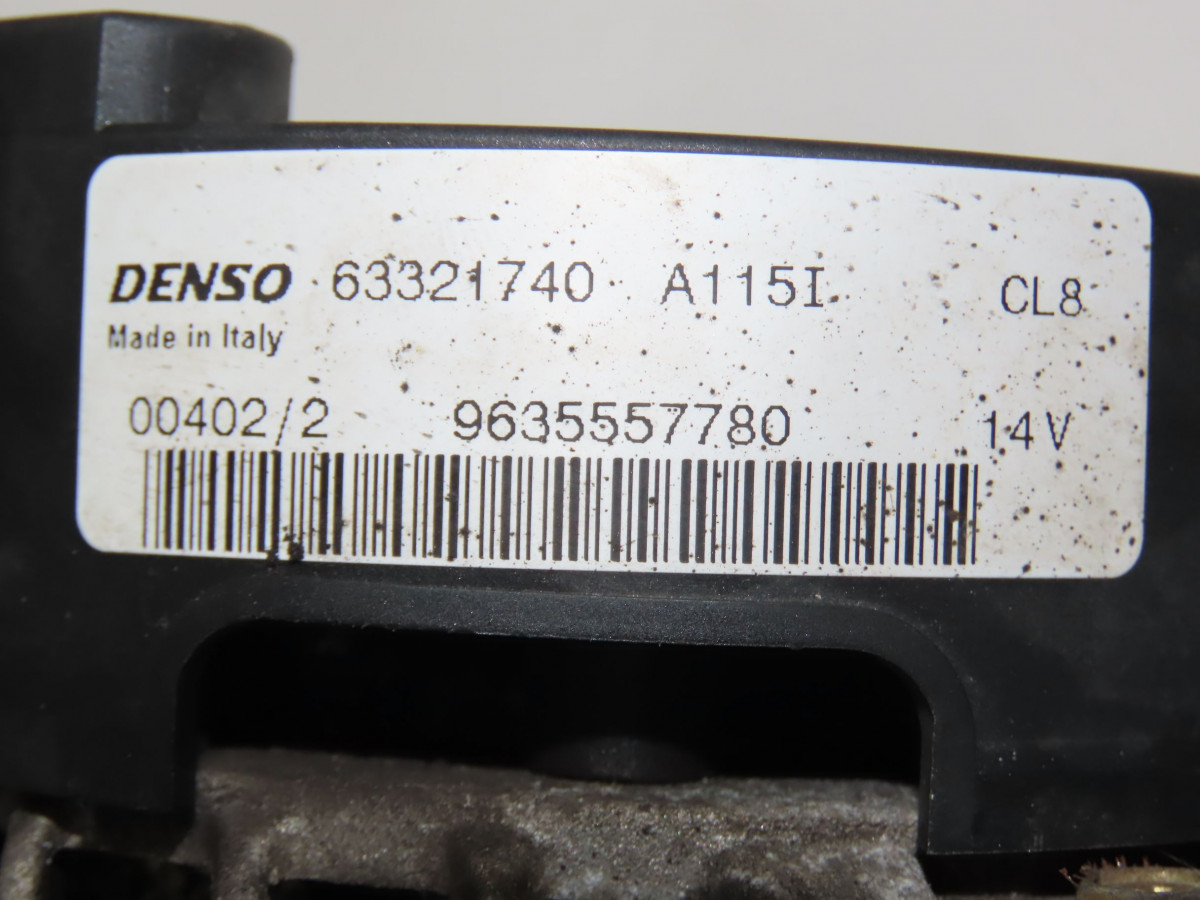 DENSO 63321740 A115I CL8
Made in Italy
00402/2 9635557780 14V